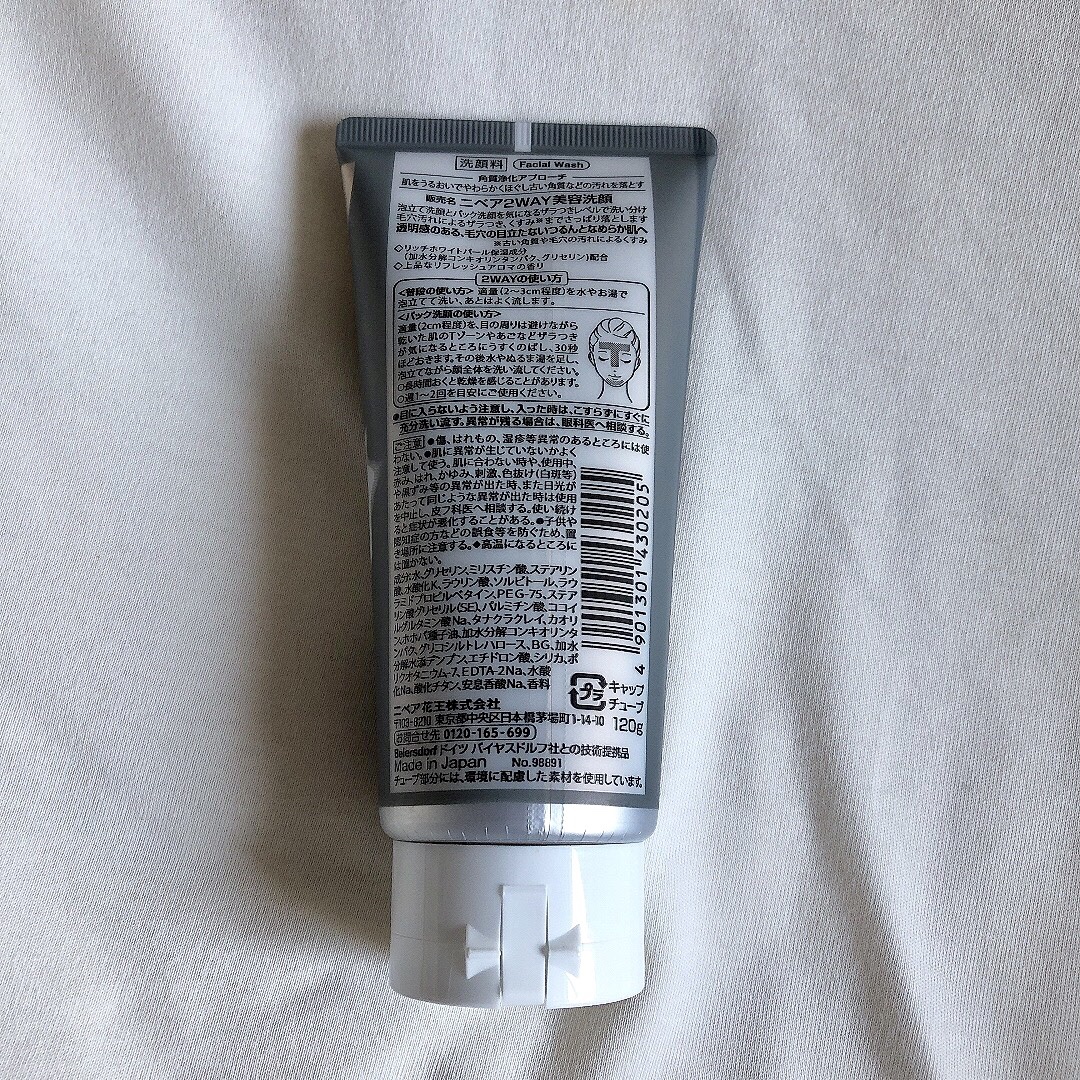 洗顔料 Facial Wash
角質浄化アプローチ
肌をうるおいでやわらかくほぐし古い角質などの汚れを落とす
販売名 ニベア2WAY美容洗顔
泡立て洗顔とパック洗顔を気になるザラつきレベルで洗い分け
毛穴汚れによるザラつき、くすみ※までさっぱり落とします
透明感のある、毛穴の目立たないつるんとなめらか肌へ
※古い角質や毛穴の汚れによるくすみ
◇リッチホワイトパール保湿成分
(加水分解コンキオリンタンパク、グリセリン)配合
◇上品なリフレッシュアロマの香り
2WAYの使い方
<普段の使い方> 適量(2〜3cm程度)を水やお湯で
泡立てて洗い、あとはよく流します。
<パック洗顔の使い方>
適量(2cm程度)を、目の周りは避けながら
乾いた肌のTゾーンやあごなどザラつき
が気になるところにうすくのばし、30秒
ほどおきます。その後水やぬるま湯を足し、
泡立てながら顔全体を洗い流してください。
○長時間おくと乾燥を感じることがあります。
○週1〜2回を目安にご使用ください。
●目に入らないよう注意し、入った時は、こすらずにすぐに
充分洗い流す。異常が残る場合は、眼科医へ相談する。
ご注意 ●傷、はれもの、湿疹等異常のあるところには使
わない。●肌に異常が生じていないかよく
注意して使う。肌に合わない時や、使用中、
赤み、はれ、かゆみ、刺激、色抜け(白斑等)
や黒ずみ等の異常が出た時、また日光が
あたって同じような異常が出た時は使用
を中止し、皮フ科医へ相談する。使い続け
ると症状が悪化することがある。●子供や
認知症の方などの誤食等を防ぐため、置
き場所に注意する。◆高温になるところに
は置かない。
成分:水、グリセリン、ミリスチン酸、ステアリン
酸、水酸化K、ラウリン酸、ソルビトール、ラウ
ラミドプロピルベタイン、PEG-75、ステア
リン酸グリセリル(SE)、パルミチン酸、ココイ
ルグルタミン酸Na、タナクラクレイ、カオリ
ン、ホホバ種子油、加水分解コンキオリンタ
ンパク、グリコシルトレハロース、BG、加水
分解水添デンプン、エチドロン酸、シリカ、ポ
リクオタニウム-7、EDTA-2Na、水酸
化Na、酸化チタン、安息香酸Na、香料
4 901301 430205
プラ キャップ
チューブ
ニベア花王株式会社
〒103-8210 東京都中央区日本橋茅場町1-14-10 120g
お問合せ先 0120-165-699
Beiersdorf ドイツ バイヤスドルフ社との技術提携品
Made in Japan No.98891
チューブ部分には、環境に配慮した素材を使用しています。